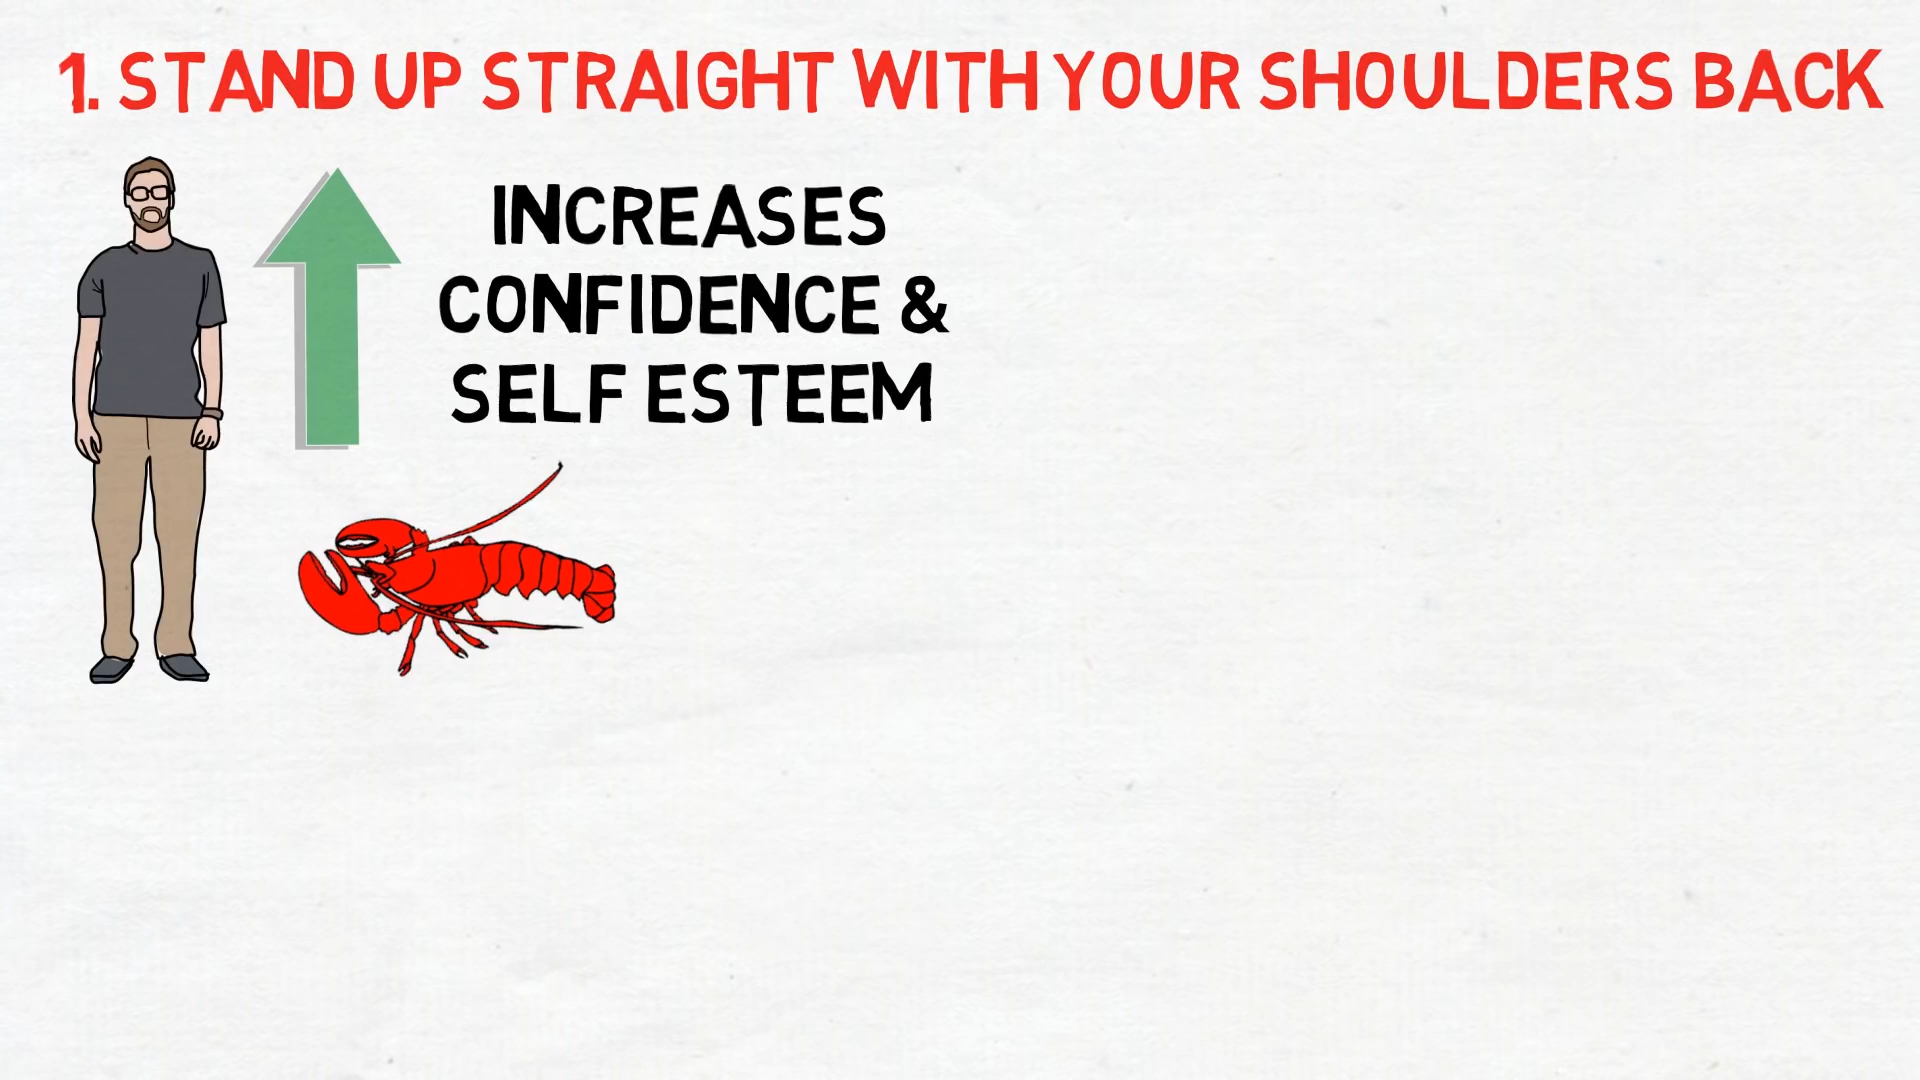 1. STAND UP STRAIGHT WITH YOUR SHOULDERS BACK
INCREASES
CONFIDENCE &
SELF ESTEEM